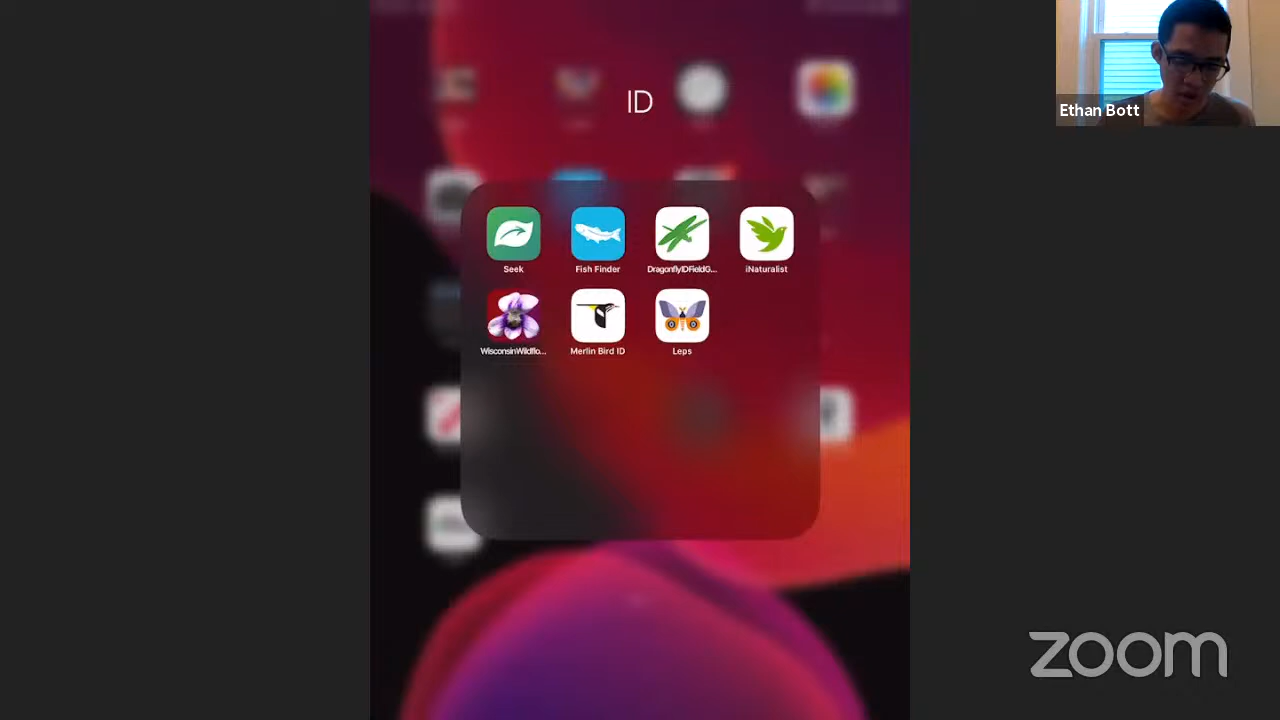 ID
Ethan Bott
Seek
Fish Finder
DragonflyIDFieldG...
iNaturalist
WisconsinWildflo...
Merlin Bird ID
Leps
zoom